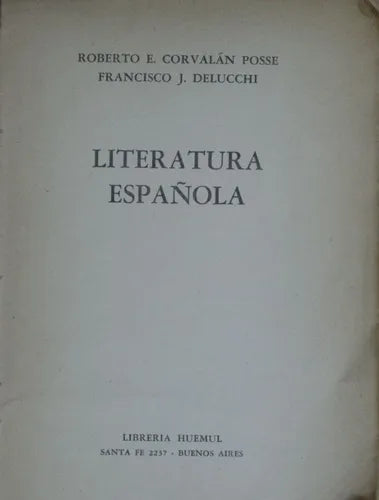 ROBERTO E. CORVALÁN POSSE
FRANCISCO J. DELUCCHI
LITERATURA
ESPAÑOLA
LIBRERIA HUEMUL
SANTA FE 2237 - BUENOS AIRES